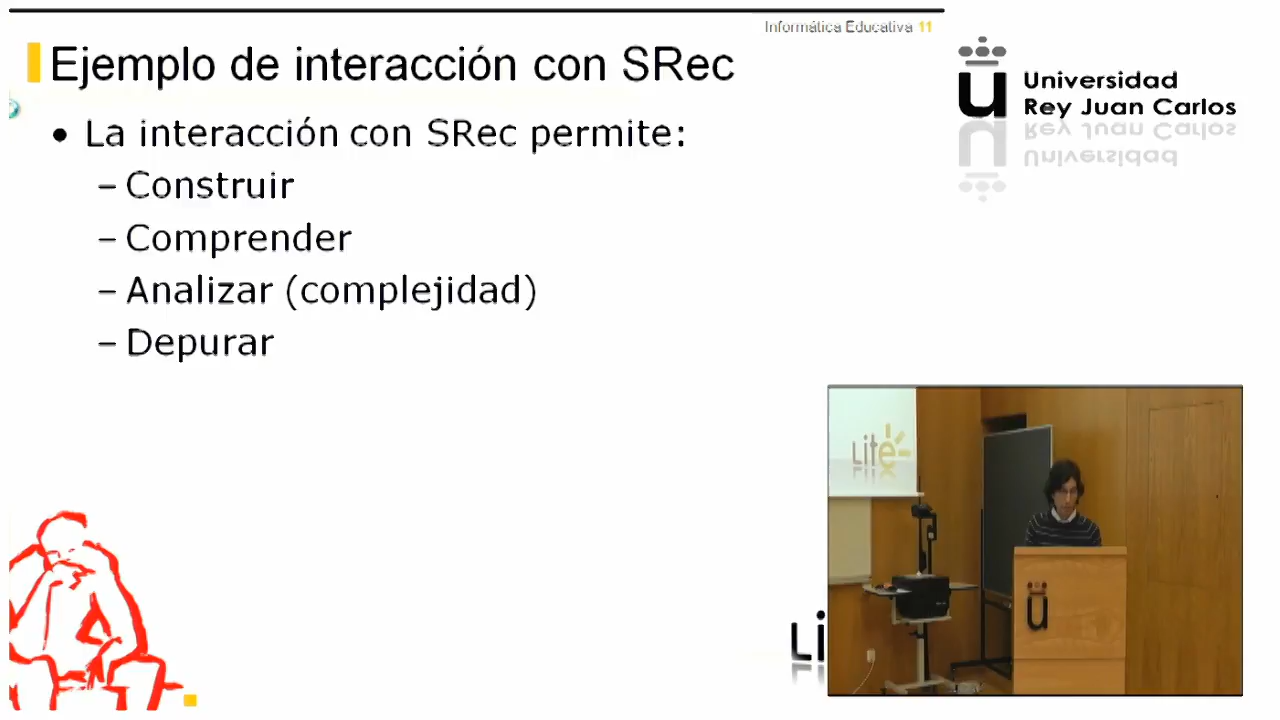 Informática Educativa 11
Ejemplo de interacción con SRec
• La interacción con SRec permite:
– Construir
– Comprender
– Analizar (complejidad)
– Depurar
u
Universidad
Rey Juan Carlos
Lite
u